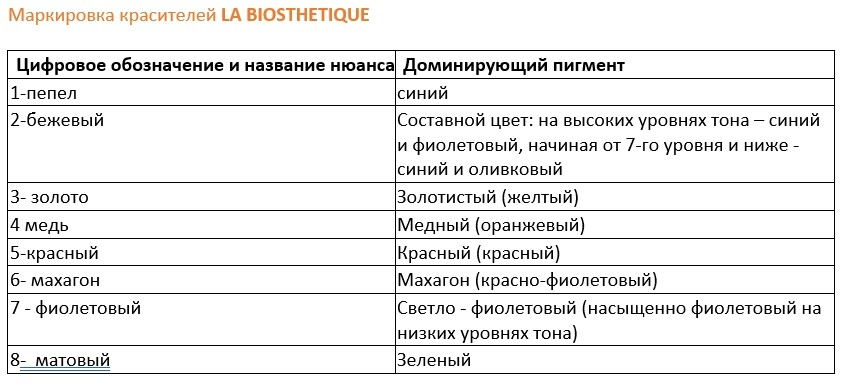 Маркировка красителей LA BIOSTHETIQUE
Цифровое обозначение и название нюанса Доминирующий пигмент
1-пепел синий
2-бежевый Составной цвет: на высоких уровнях тона – синий
и фиолетовый, начиная от 7-го уровня и ниже -
синий и оливковый
3- золото Золотистый (желтый)
4 медь Медный (оранжевый)
5-красный Красный (красный)
6- махагон Махагон (красно-фиолетовый)
7 - фиолетовый Светло - фиолетовый (насыщенно фиолетовый на
низких уровнях тона)
8- матовый Зеленый